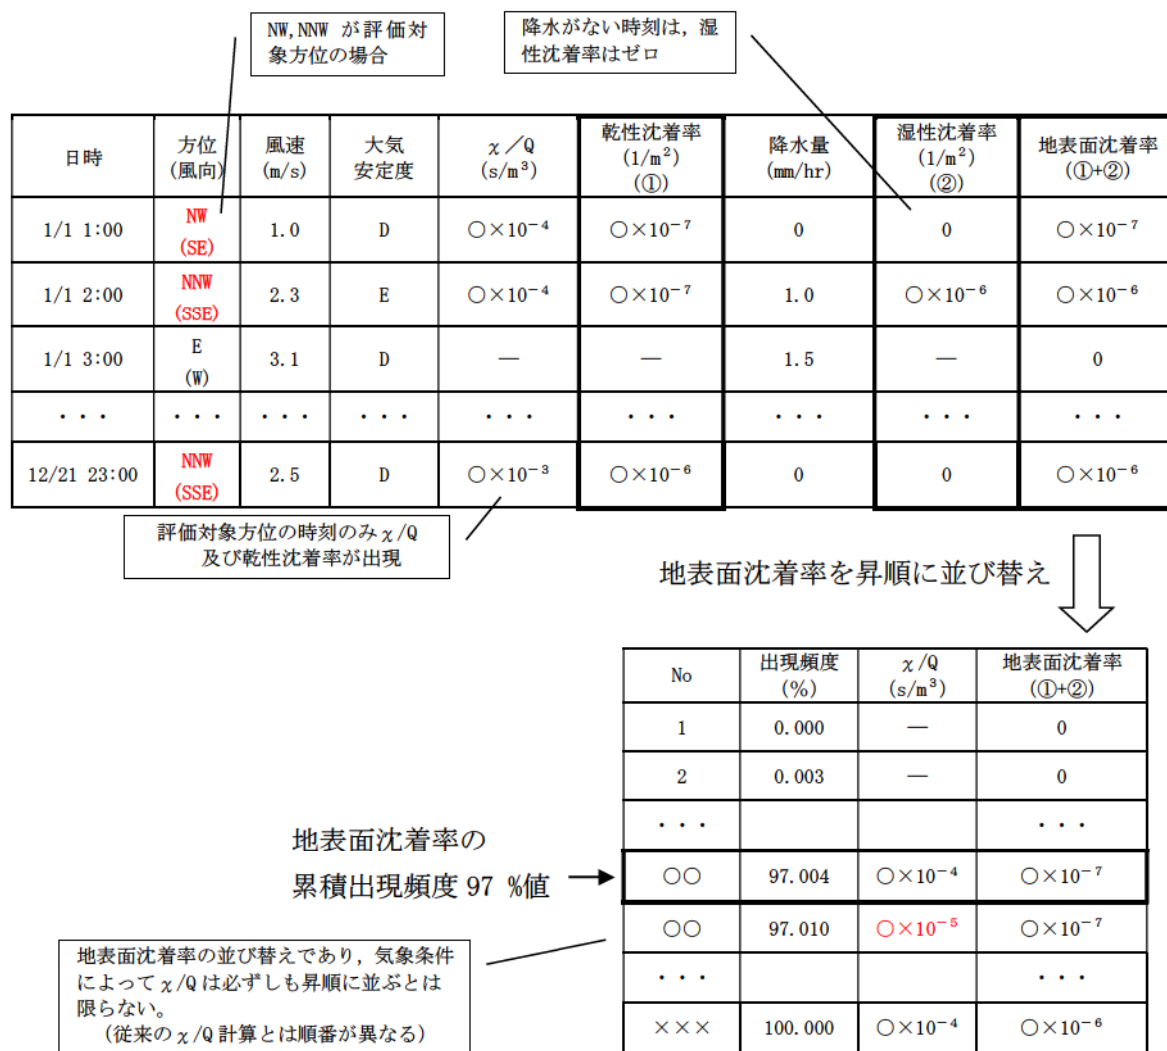 NW,NNW が評価対
象方位の場合
降水がない時刻は，湿
性沈着率はゼロ
日時 方位 (風向) 風速 (m/s) 大気 安定度 χ／Q (s/m³) 乾性沈着率 (1/m²) (①) 降水量 (mm/hr) 湿性沈着率 (1/m²) (②) 地表面沈着率 (①+②)
1/1 1:00 NW (SE) 1.0 D ○×10⁻⁴ ○×10⁻⁷ 0 0 ○×10⁻⁷
1/1 2:00 NNW (SSE) 2.3 E ○×10⁻⁴ ○×10⁻⁷ 1.0 ○×10⁻⁶ ○×10⁻⁶
1/1 3:00 E (W) 3.1 D — — 1.5 — 0
・・・ ・・・ ・・・ ・・・ ・・・ ・・・ ・・・ ・・・ ・・・
12/21 23:00 NNW (SSE) 2.5 D ○×10⁻³ ○×10⁻⁶ 0 0 ○×10⁻⁶
評価対象方位の時刻のみχ/Q
及び乾性沈着率が出現
地表面沈着率を昇順に並び替え
No 出現頻度 (%) χ/Q (s/m³) 地表面沈着率 (①+②)
1 0.000 — 0
2 0.003 — 0
・・・ ・・・
○○ 97.004 ○×10⁻⁴ ○×10⁻⁷
○○ 97.010 ○×10⁻⁵ ○×10⁻⁷
・・・ ・・・
××× 100.000 ○×10⁻⁴ ○×10⁻⁶
地表面沈着率の
累積出現頻度 97 %値
地表面沈着率の並び替えであり，気象条件
によってχ/Qは必ずしも昇順に並ぶとは
限らない。
（従来のχ/Q計算とは順番が異なる）